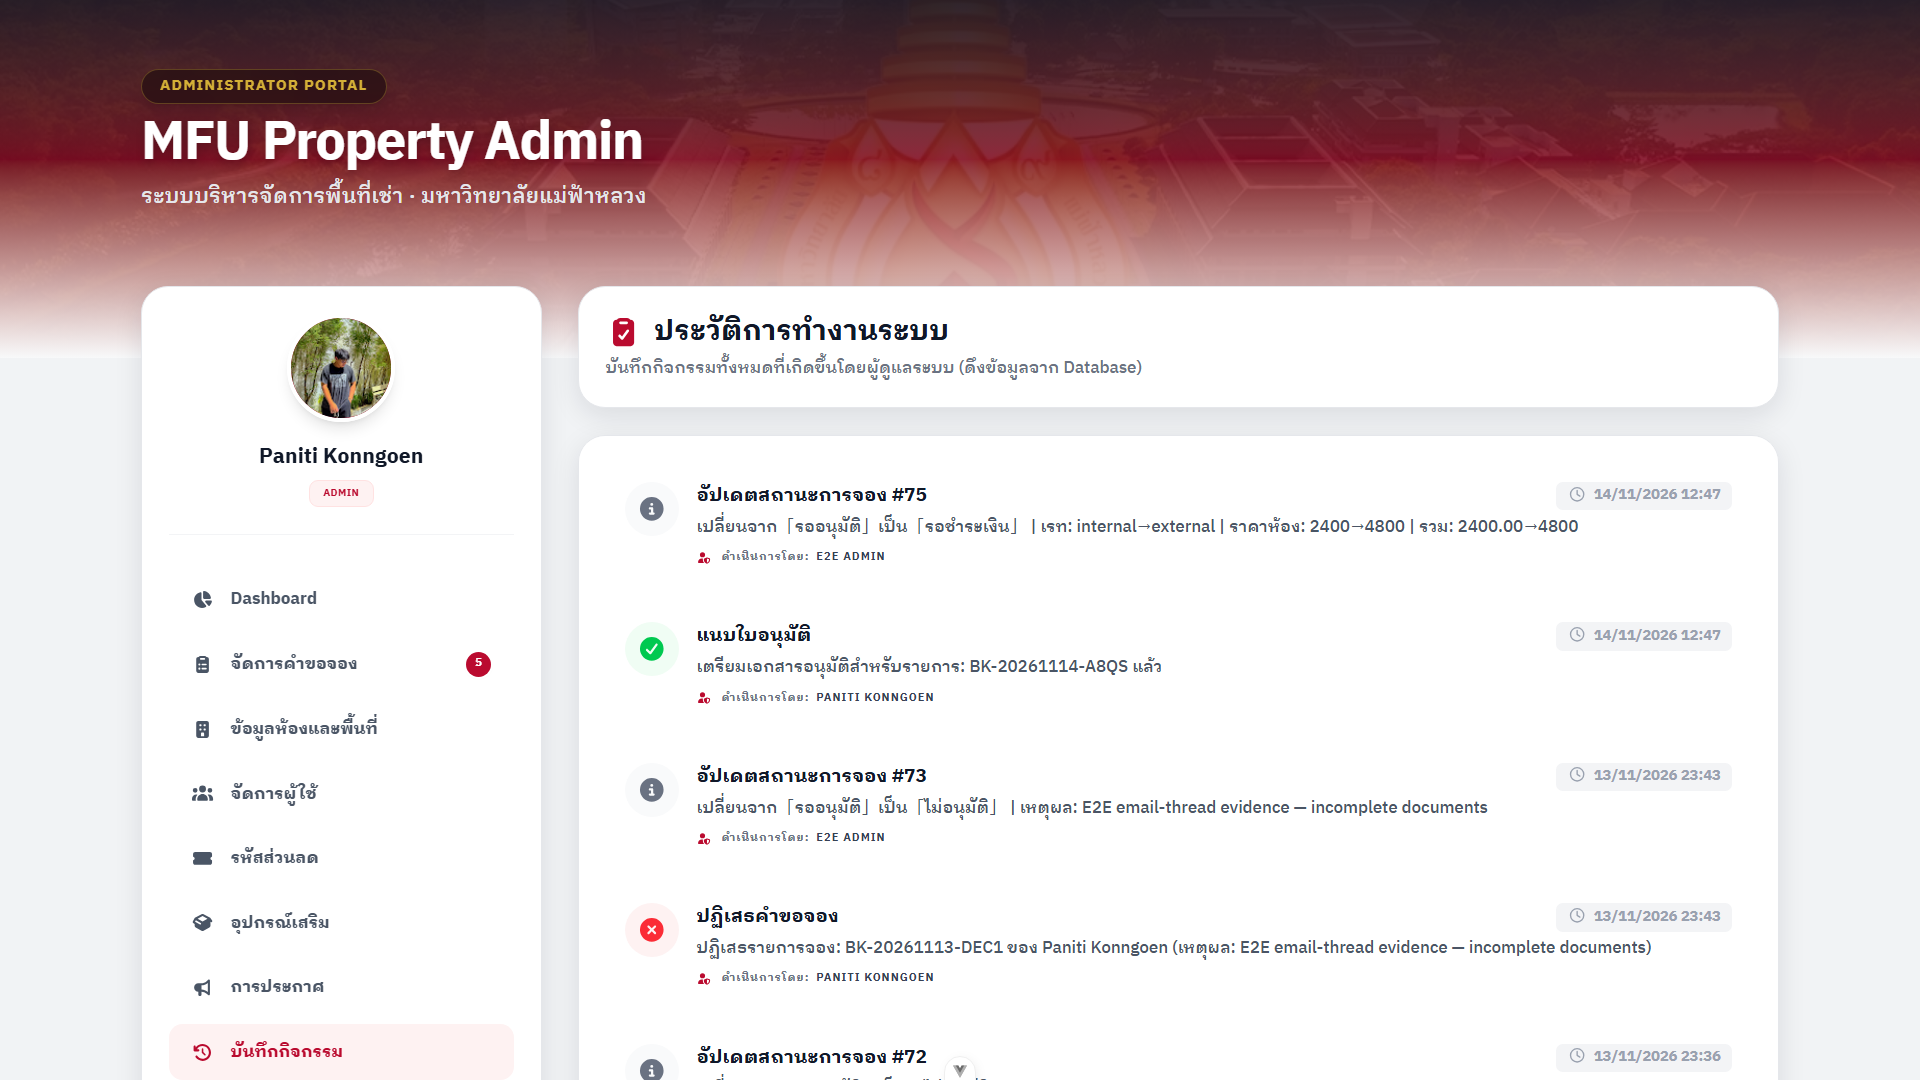 ADMINISTRATOR PORTAL
MFU Property Admin
ระบบบริหารจัดการพื้นที่เช่า · มหาวิทยาลัยแม่ฟ้าหลวง
Paniti Konngoen
ADMIN
Dashboard
จัดการคำขอจอง 5
ข้อมูลห้องและพื้นที่
จัดการผู้ใช้
รหัสส่วนลด
อุปกรณ์เสริม
การประกาศ
บันทึกกิจกรรม
ประวัติการทำงานระบบ
บันทึกกิจกรรมทั้งหมดที่เกิดขึ้นโดยผู้ดูแลระบบ (ดึงข้อมูลจาก Database)
อัปเดตสถานะการจอง #75 14/11/2026 12:47
เปลี่ยนจาก「รออนุมัติ」เป็น「รอชำระเงิน」 | เรท: internal→external | ราคาห้อง: 2400→4800 | รวม: 2400.00→4800
ดำเนินการโดย: E2E ADMIN
แนบใบอนุมัติ 14/11/2026 12:47
เตรียมเอกสารอนุมัติสำหรับรายการ: BK-20261114-A8QS แล้ว
ดำเนินการโดย: PANITI KONNGOEN
อัปเดตสถานะการจอง #73 13/11/2026 23:43
เปลี่ยนจาก「รออนุมัติ」เป็น「ไม่อนุมัติ」 | เหตุผล: E2E email-thread evidence — incomplete documents
ดำเนินการโดย: E2E ADMIN
ปฏิเสธคำขอจอง 13/11/2026 23:43
ปฏิเสธรายการจอง: BK-20261113-DEC1 ของ Paniti Konngoen (เหตุผล: E2E email-thread evidence — incomplete documents)
ดำเนินการโดย: PANITI KONNGOEN
อัปเดตสถานะการจอง #72 13/11/2026 23:36